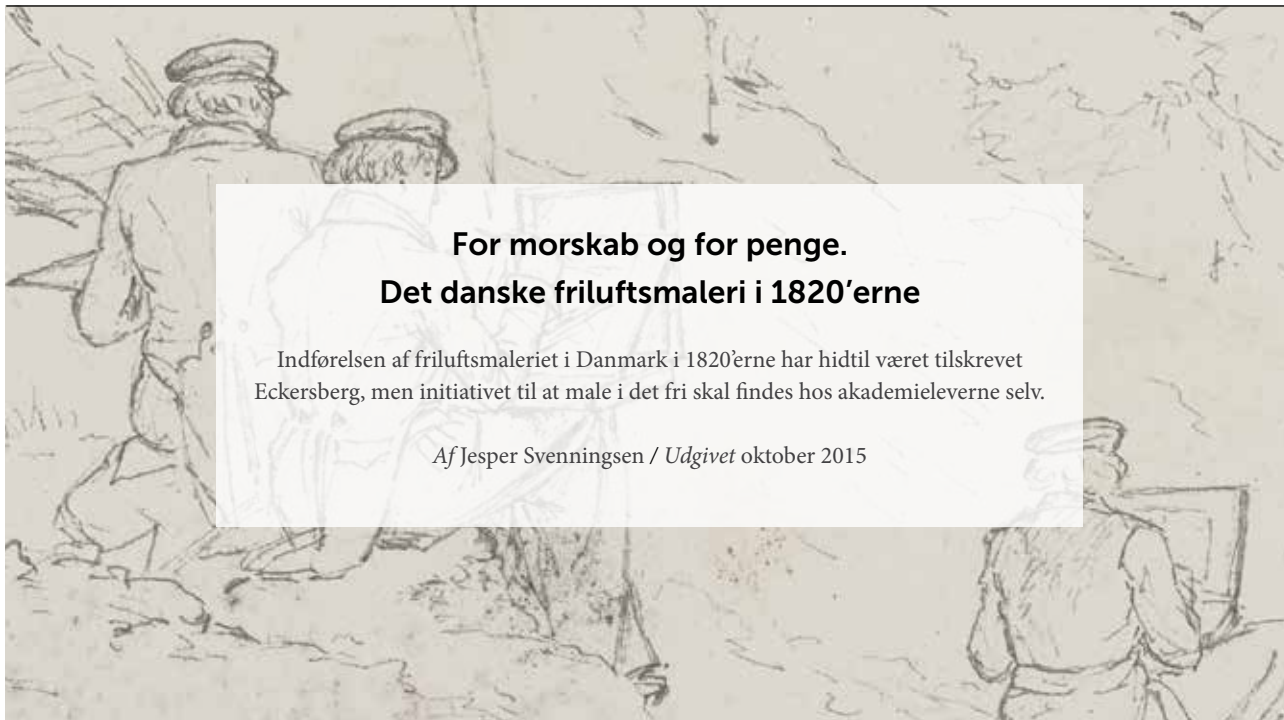 For morskab og for penge.
Det danske friluftsmaleri i 1820’erne
Indførelsen af friluftsmaleriet i Danmark i 1820’erne har hidtil været tilskrevet
Eckersberg, men initiativet til at male i det fri skal findes hos akademieleverne selv.
Af Jesper Svenningsen / Udgivet oktober 2015